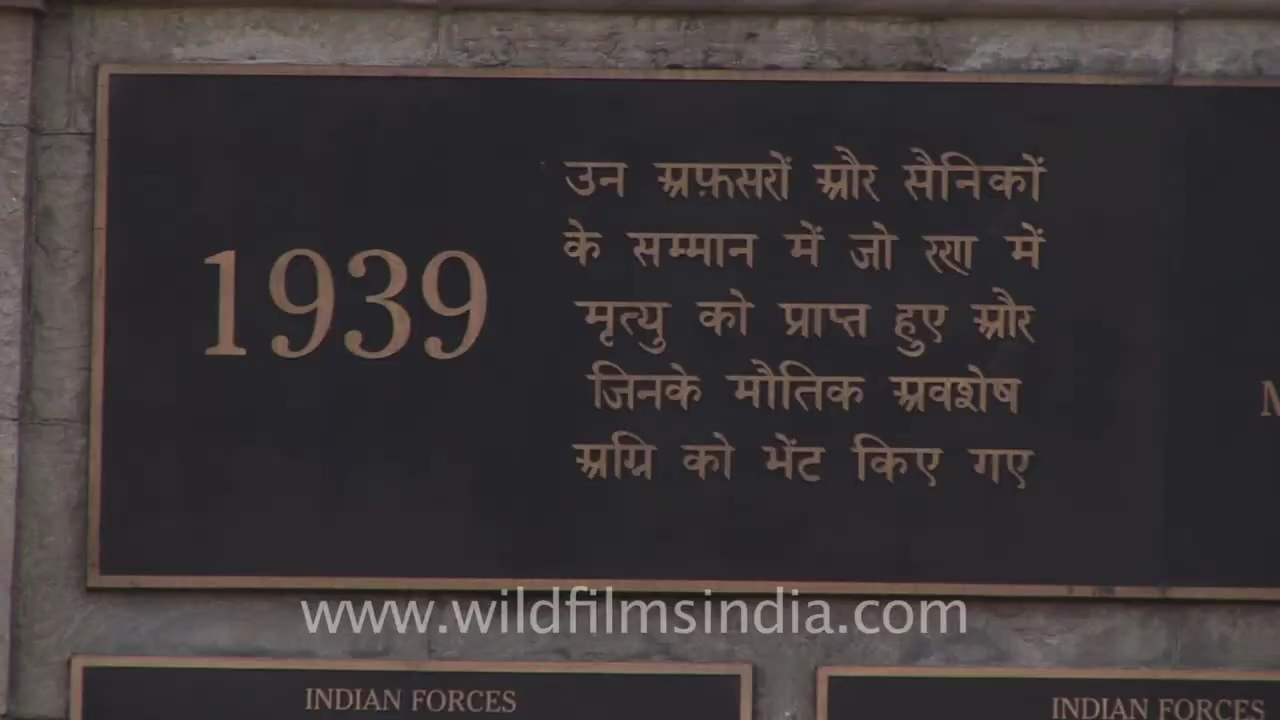 1939
उन अफ़सरों और सैनिकों
के सम्मान में जो रण में
मृत्यु को प्राप्त हुए और
जिनके मौतिक अवशेष
अग्नि को भेंट किए गए
www.wildfilmsindia.com
INDIAN FORCES
INDIAN FORCES